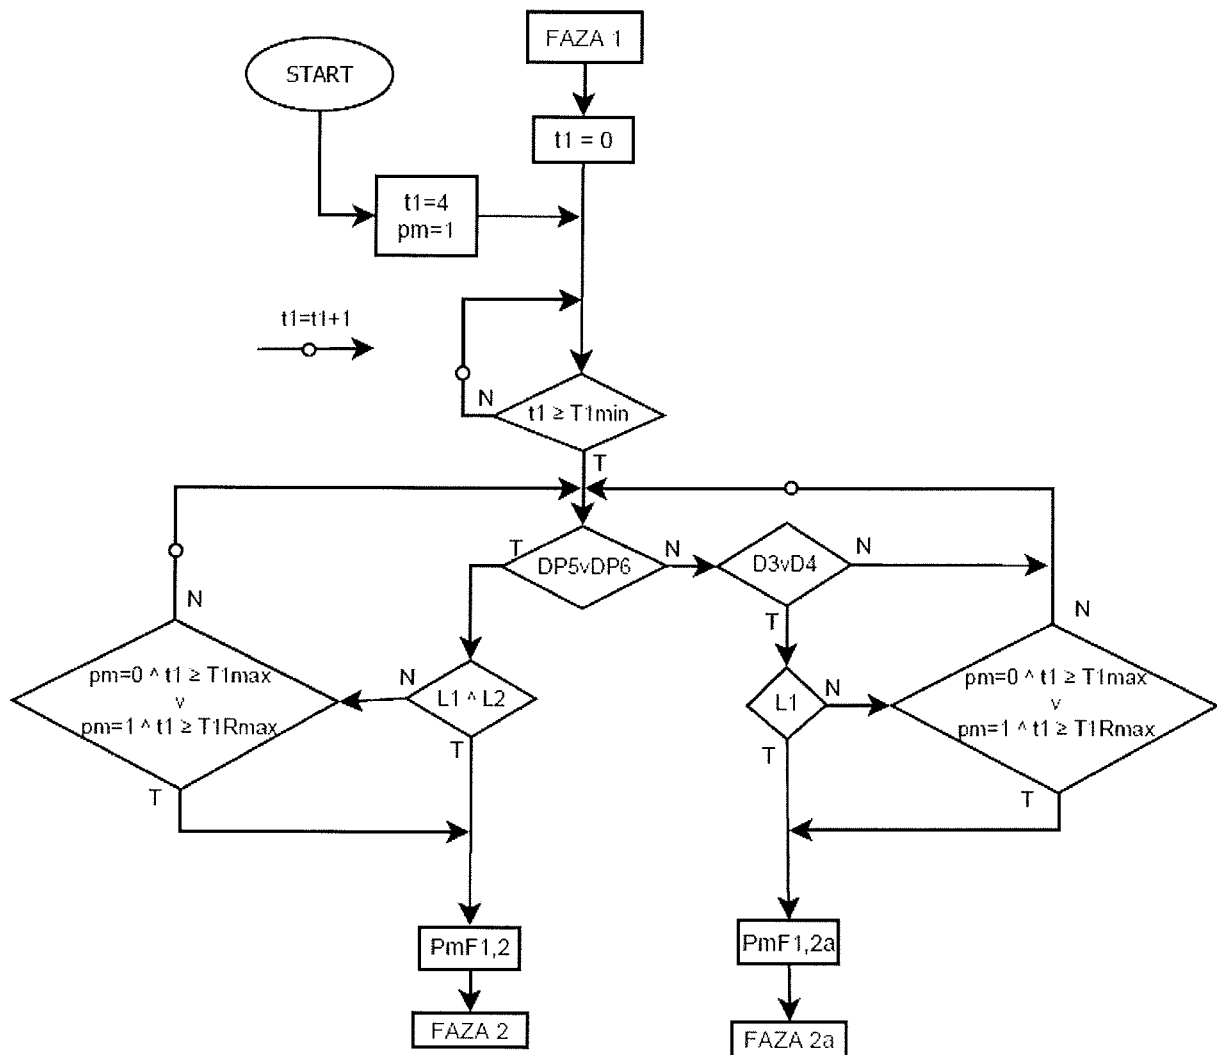 FAZA 1
START
t1 = 0
t1=4
pm=1
t1=t1+1
N
t1 ≥ T1min
T
T
DP5vDP6
N
D3vD4
N
T
N
N
pm=0 ^ t1 ≥ T1max
v
pm=1 ^ t1 ≥ T1Rmax
N
L1 ^ L2
L1
N
pm=0 ^ t1 ≥ T1max
v
pm=1 ^ t1 ≥ T1Rmax
T
T
T
T
PmF1,2
PmF1,2a
FAZA 2
FAZA 2a